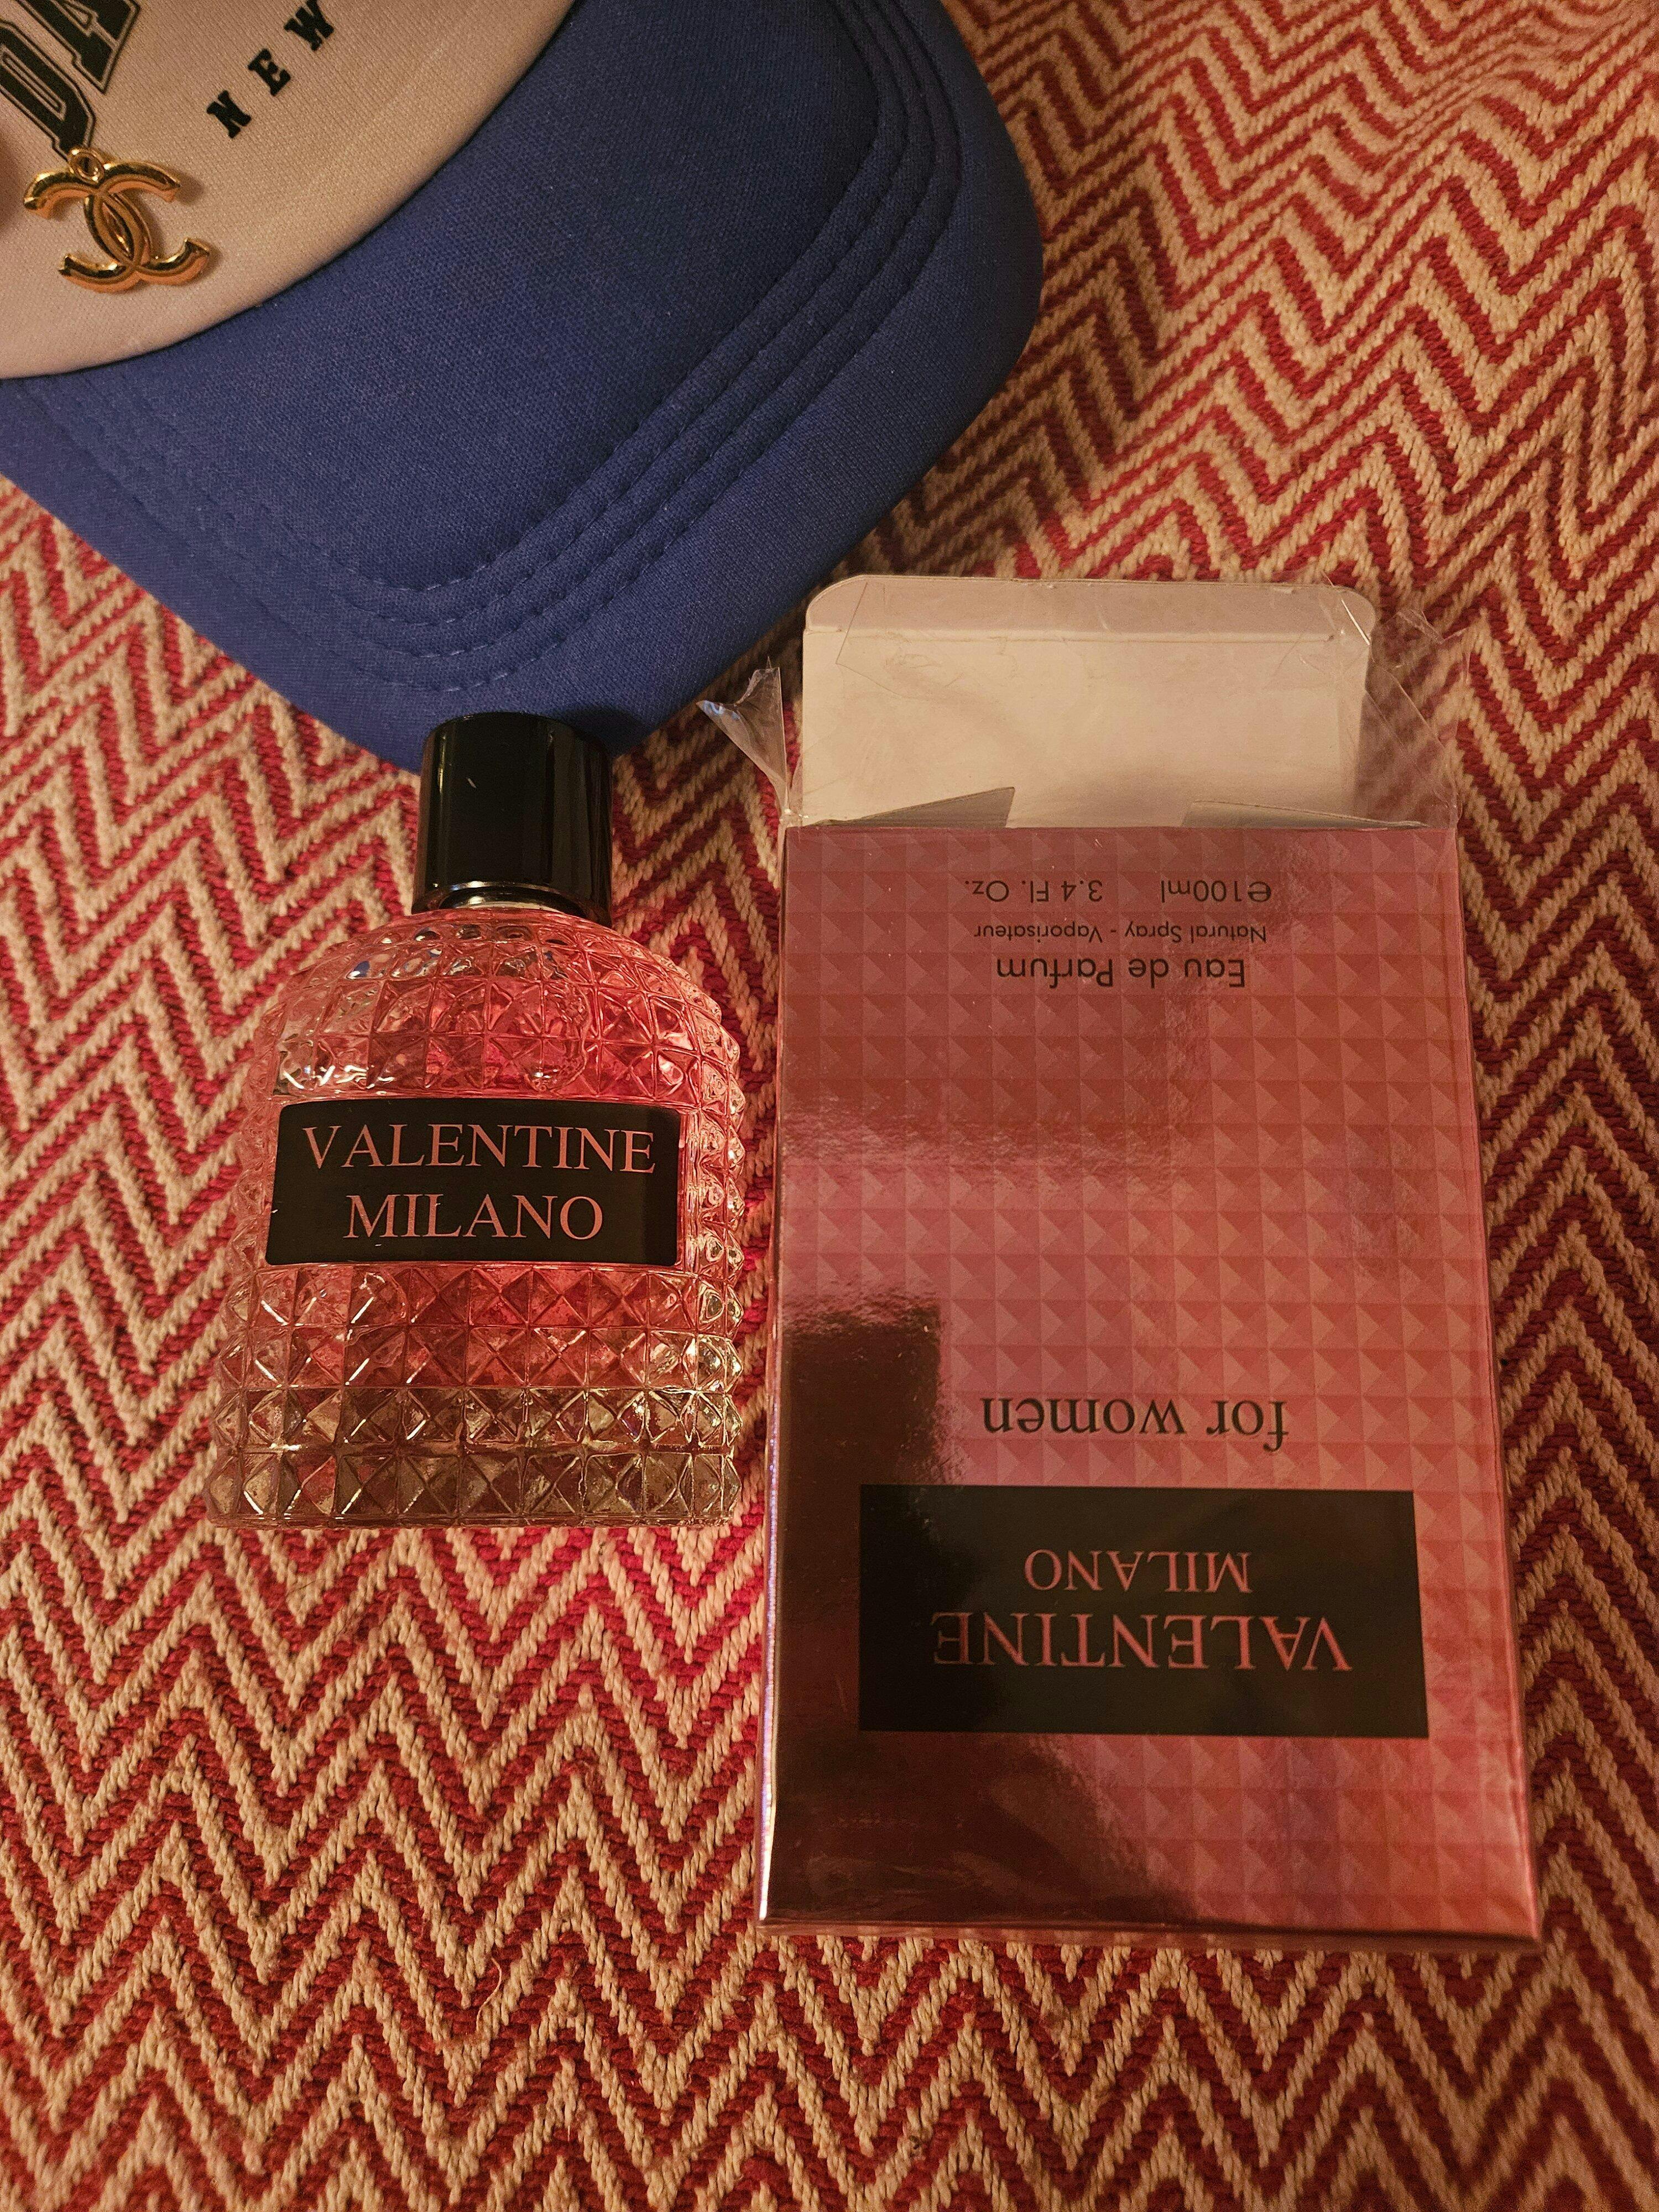 NEW
VALENTINE
MILANO
VALENTINE
MILANO
for women
Eau de Parfum
Natural Spray - Vaporisateur
℮100ml 3.4 Fl. Oz.